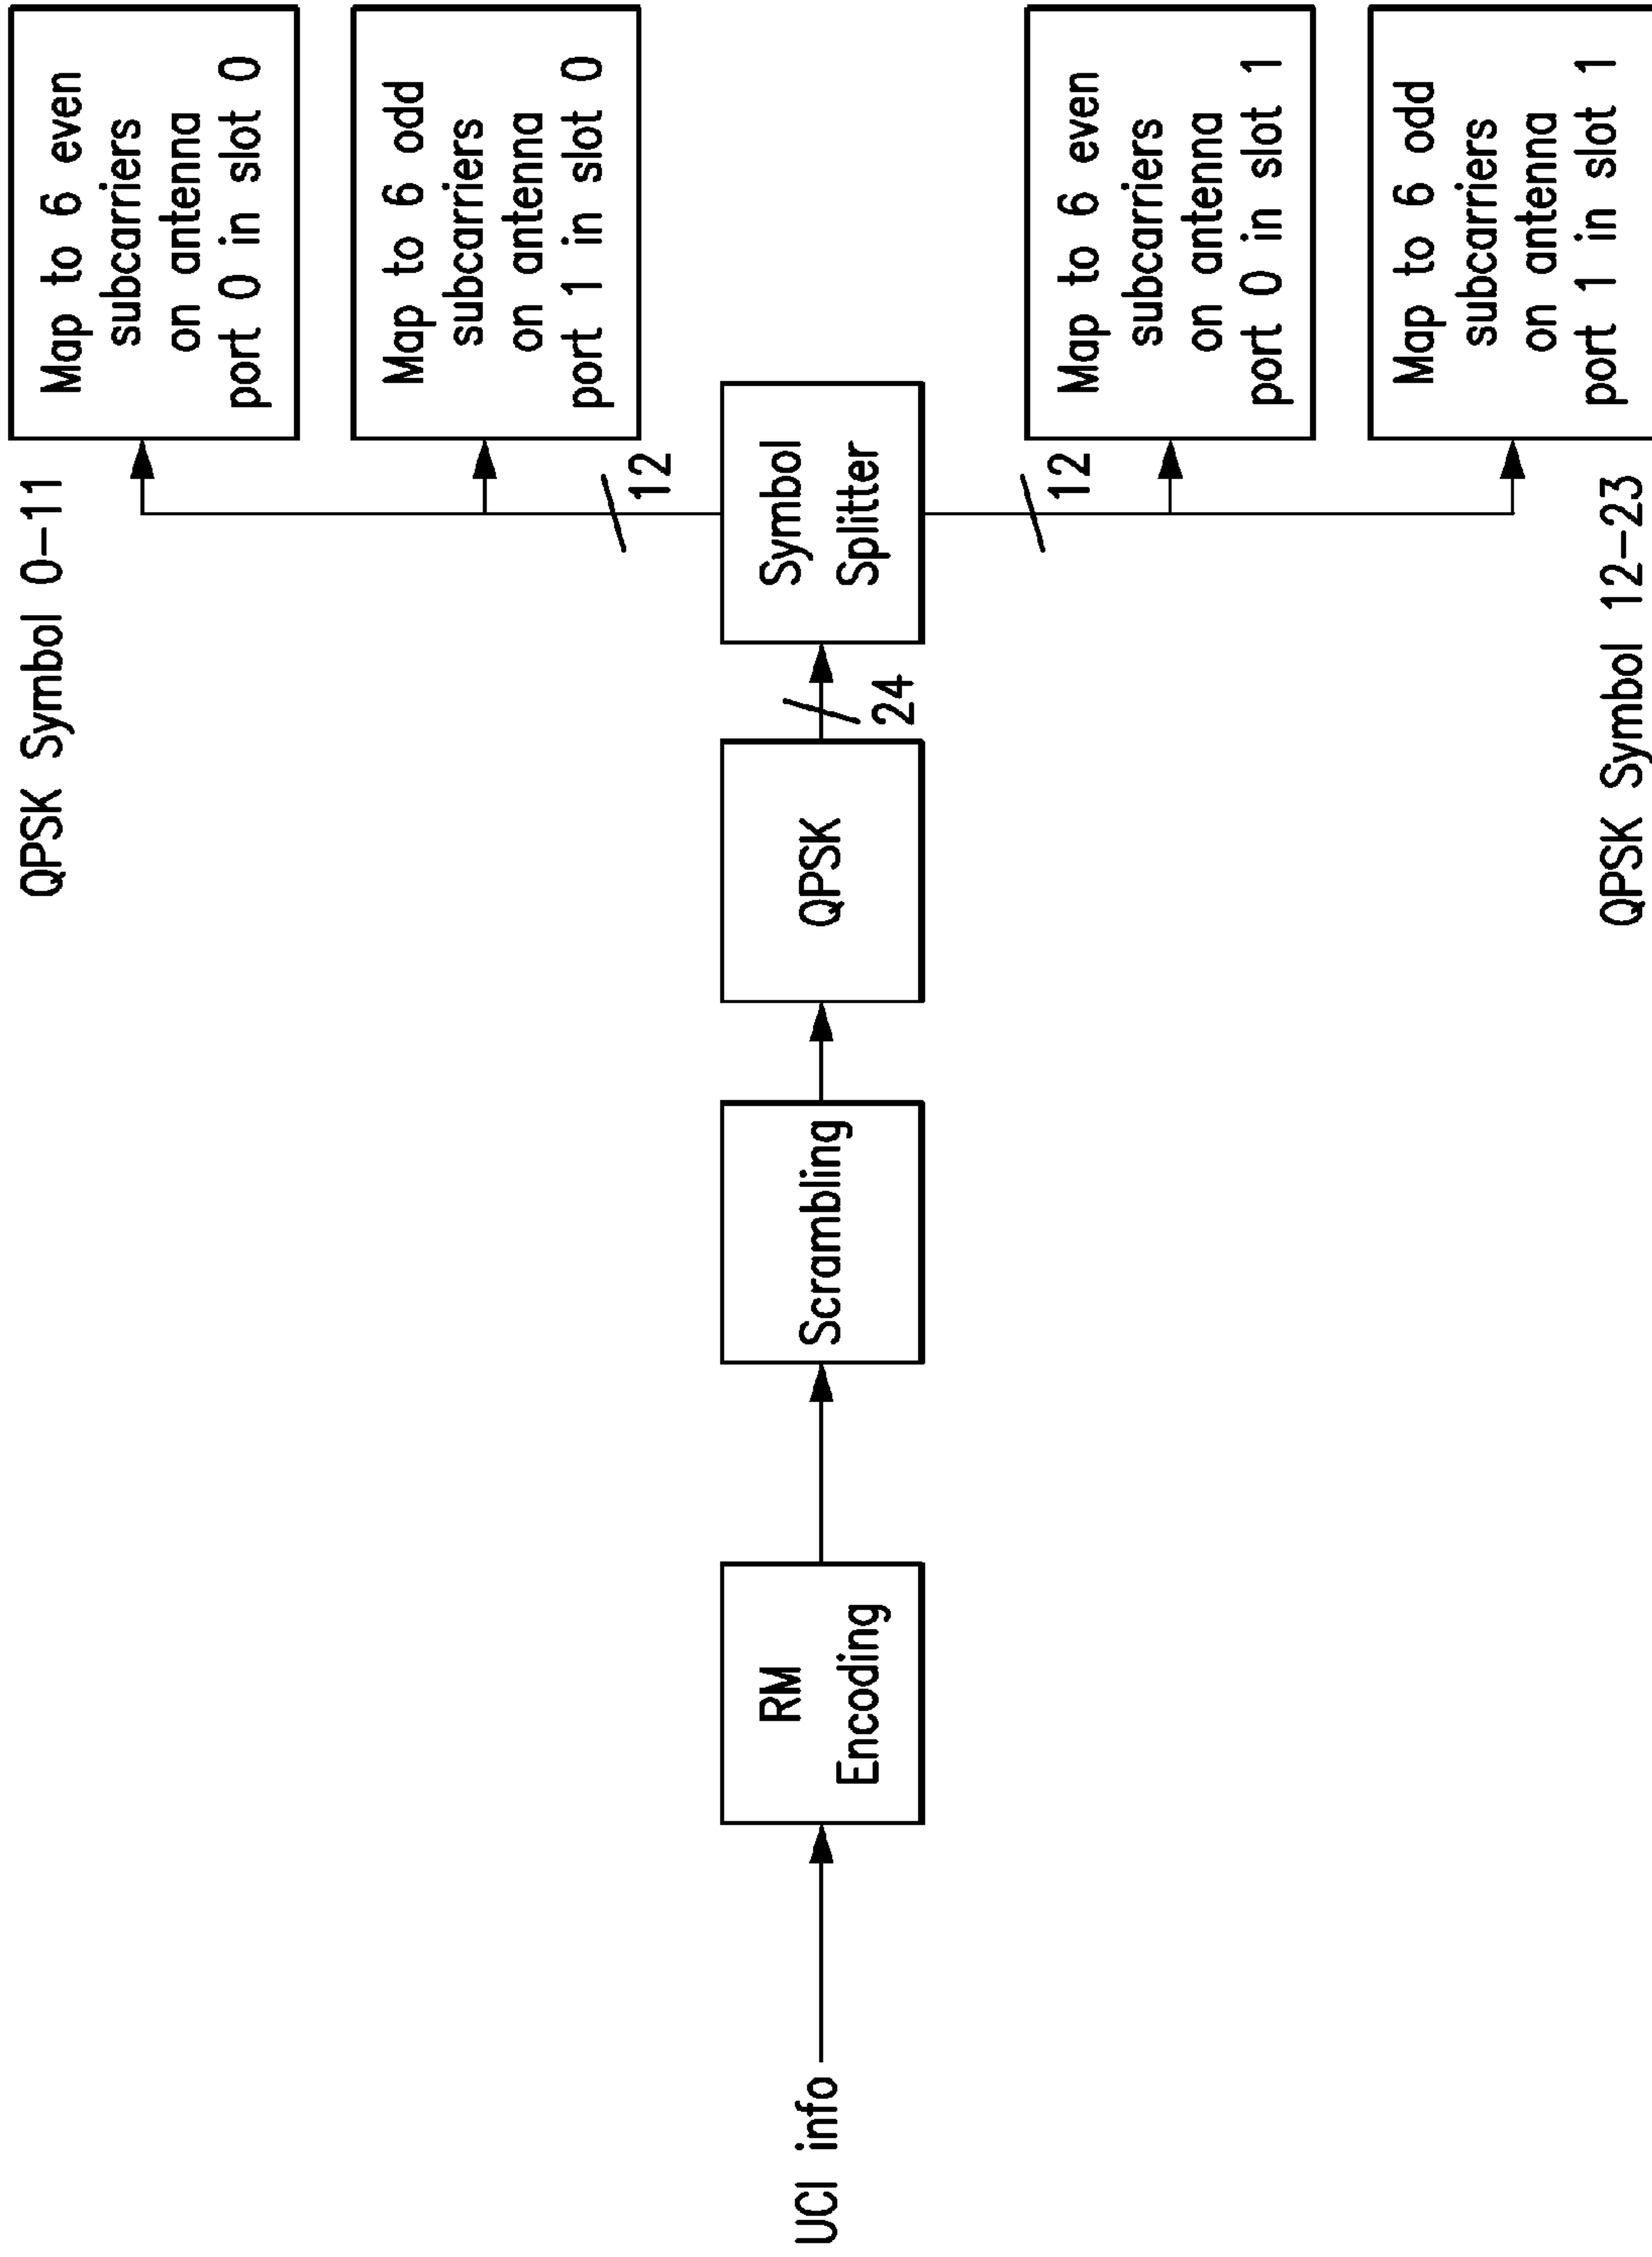 UCI info
RM
Encoding
Scrambling
QPSK
24
Symbol
Splitter
12
12
QPSK Symbol 0-11
Map to 6 even
subcarriers
on antenna
port 0 in slot 0
Map to 6 odd
subcarriers
on antenna
port 1 in slot 0
Map to 6 even
subcarriers
on antenna
port 0 in slot 1
Map to 6 odd
subcarriers
on antenna
port 1 in slot 1
QPSK Symbol 12-23